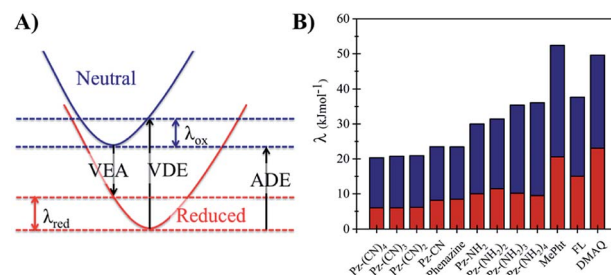 A)
Neutral
λox
VEA
VDE
ADE
λred
Reduced
B)
λ (kJmol⁻¹)
60
50
40
30
20
10
0
Pz-(CN)₄
Pz-(CN)₃
Pz-(CN)₂
Pz-CN
Phenazine
Pz-NH₂
Pz-(NH₂)₂
Pz-(NH₂)₃
Pz-(NH₂)₄
MePht
FL
DMAQ